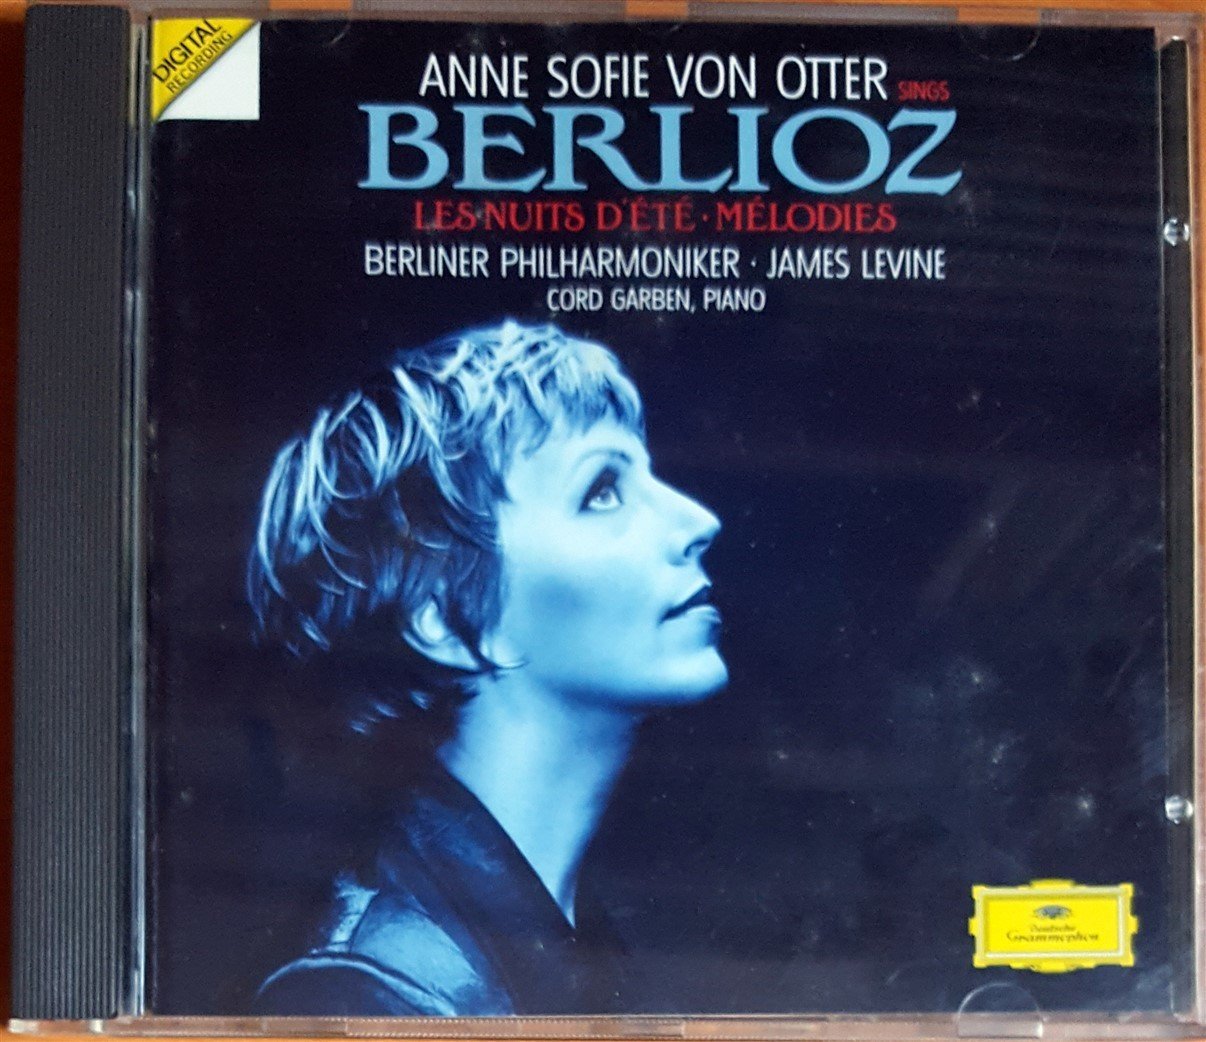 DIGITAL
RECORDING
ANNE SOFIE VON OTTER SINGS
BERLIOZ
LES NUITS D'ÉTÉ · MÉLODIES
BERLINER PHILHARMONIKER · JAMES LEVINE
CORD GARBEN, PIANO
Deutsche
Grammophon